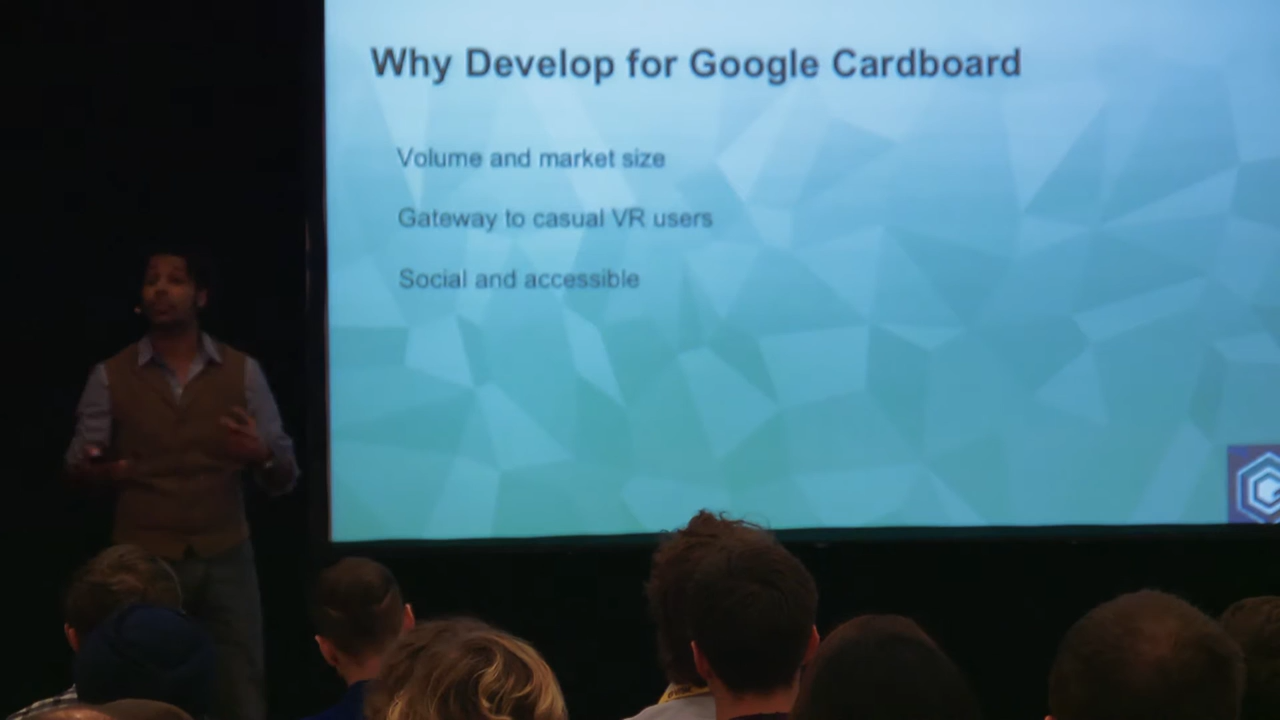 Why Develop for Google Cardboard
Volume and market size
Gateway to casual VR users
Social and accessible